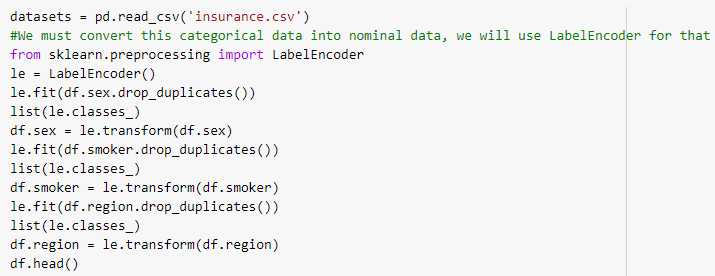 datasets = pd.read_csv('insurance.csv')
#We must convert this categorical data into nominal data, we will use LabelEncoder for that
from sklearn.preprocessing import LabelEncoder
le = LabelEncoder()
le.fit(df.sex.drop_duplicates())
list(le.classes_)
df.sex = le.transform(df.sex)
le.fit(df.smoker.drop_duplicates())
list(le.classes_)
df.smoker = le.transform(df.smoker)
le.fit(df.region.drop_duplicates())
list(le.classes_)
df.region = le.transform(df.region)
df.head()